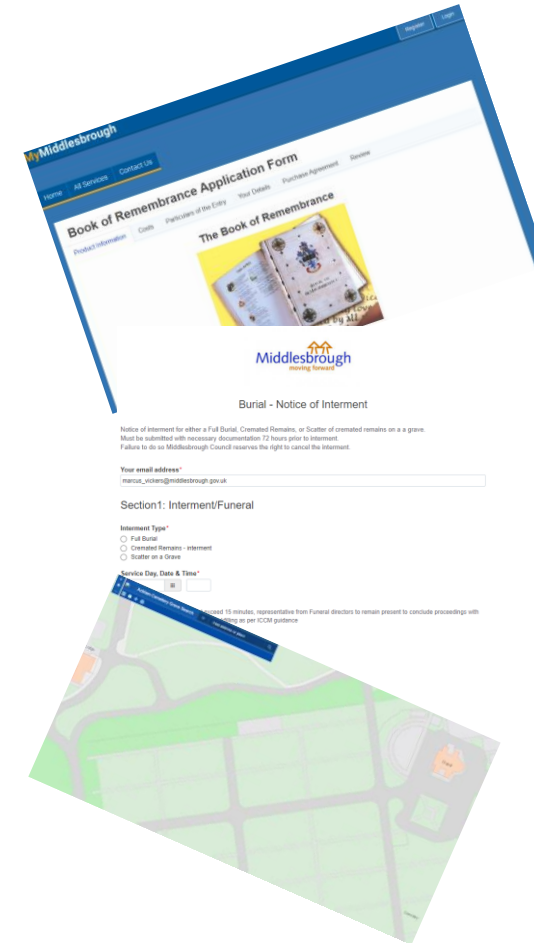 Register Login
MyMiddlesbrough
Home All Services Contact Us
Book of Remembrance Application Form
Product Information Costs Particulars of the Entry Your Details Purchase Agreement Review
The Book of Remembrance
Middlesbrough
moving forward
Burial - Notice of Interment
Notice of interment for either a Full Burial, Cremated Remains, or Scatter of cremated remains on a a grave.
Must be submitted with necessary documentation 72 hours prior to interment.
Failure to do so Middlesbrough Council reserves the right to cancel the interment.
Your email address*
marcus_vickers@middlesbrough.gov.uk
Section1: Interment/Funeral
Interment Type*
Full Burial
Cremated Remains - interment
Scatter on a Grave
Service Day, Date & Time*
exceed 15 minutes, representative from Funeral directors to remain present to conclude proceedings with
as per ICCM guidance
Cemetery Grave Search